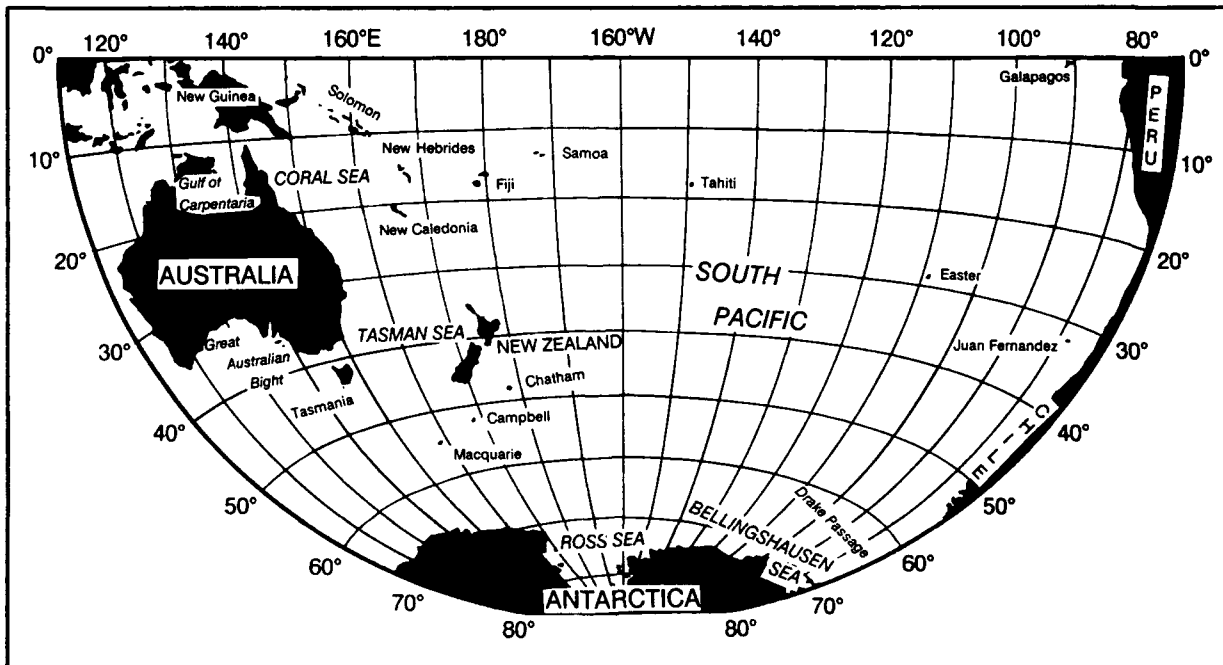 0° 120° 140° 160°E 180° 160°W 140° 120° 100° 80° 0°
Galapagos
New Guinea
Solomon
PERU
10°
New Hebrides
Samoa
10°
Gulf of
Carpentaria
CORAL SEA
Fiji
Tahiti
New Caledonia
20°
AUSTRALIA
SOUTH
PACIFIC
Easter
20°
30°
Great
Australian
Bight
TASMAN SEA
NEW ZEALAND
Juan Fernandez
30°
Tasmania
Chatham
40°
Campbell
CHILE
40°
Macquarie
50°
Drake Passage
50°
BELLINGSHAUSEN
SEA
60°
ROSS SEA
60°
70°
ANTARCTICA
70°
80°
80°